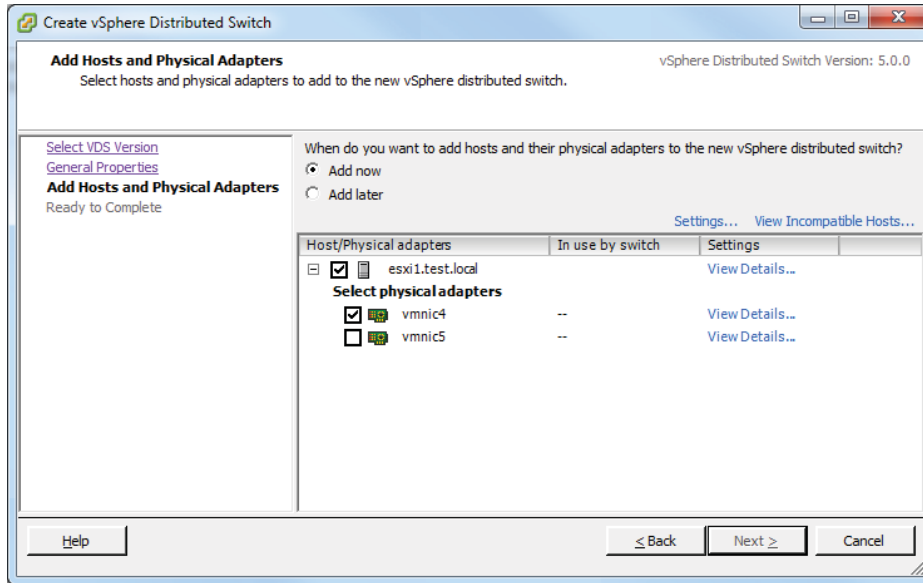 Create vSphere Distributed Switch
Add Hosts and Physical Adapters
vSphere Distributed Switch Version: 5.0.0
Select hosts and physical adapters to add to the new vSphere distributed switch.
Select VDS Version
General Properties
Add Hosts and Physical Adapters
Ready to Complete
When do you want to add hosts and their physical adapters to the new vSphere distributed switch?
Add now
Add later
Settings... View Incompatible Hosts...
Host/Physical adapters In use by switch Settings
esxi1.test.local View Details...
Select physical adapters
vmnic4 -- View Details...
vmnic5 -- View Details...
Help < Back Next > Cancel